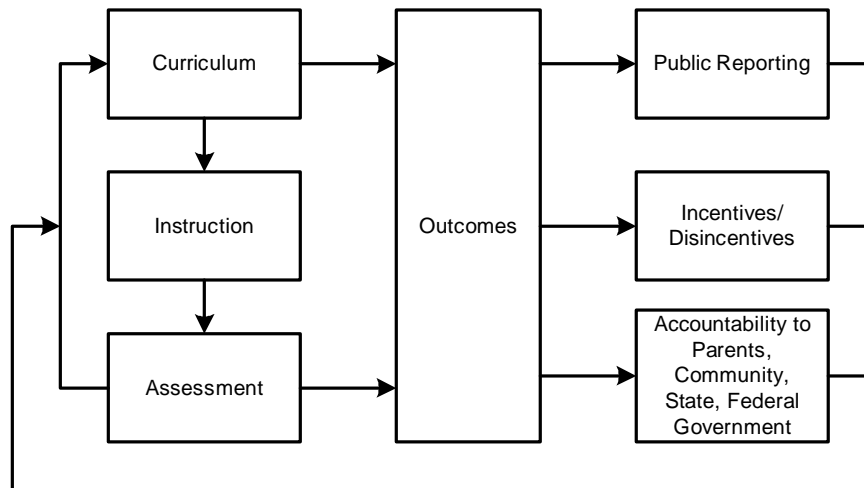 Curriculum
Public Reporting
Instruction
Outcomes
Incentives/
Disincentives
Assessment
Accountability to
Parents,
Community,
State, Federal
Government